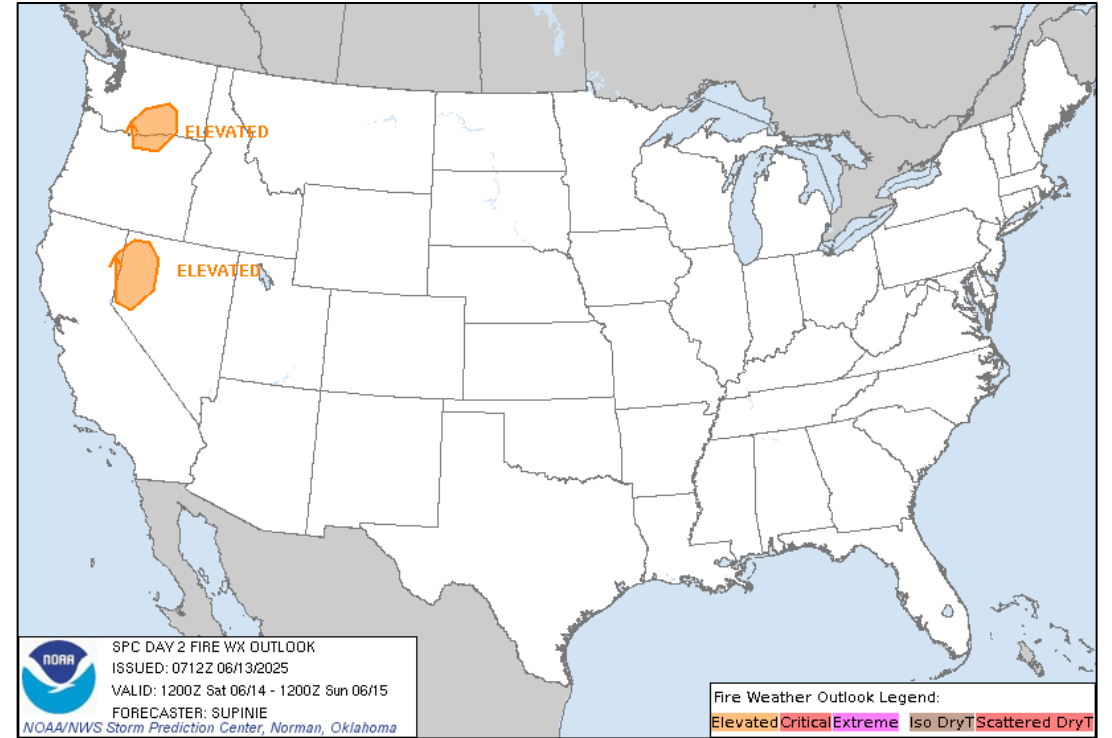 ELEVATED
ELEVATED
NOAA
SPC DAY 2 FIRE WX OUTLOOK
ISSUED: 0712Z 06/13/2025
VALID: 1200Z Sat 06/14 - 1200Z Sun 06/15
FORECASTER: SUPINIE
NOAA/NWS Storm Prediction Center, Norman, Oklahoma
Fire Weather Outlook Legend:
Elevated Critical Extreme Iso DryT Scattered DryT